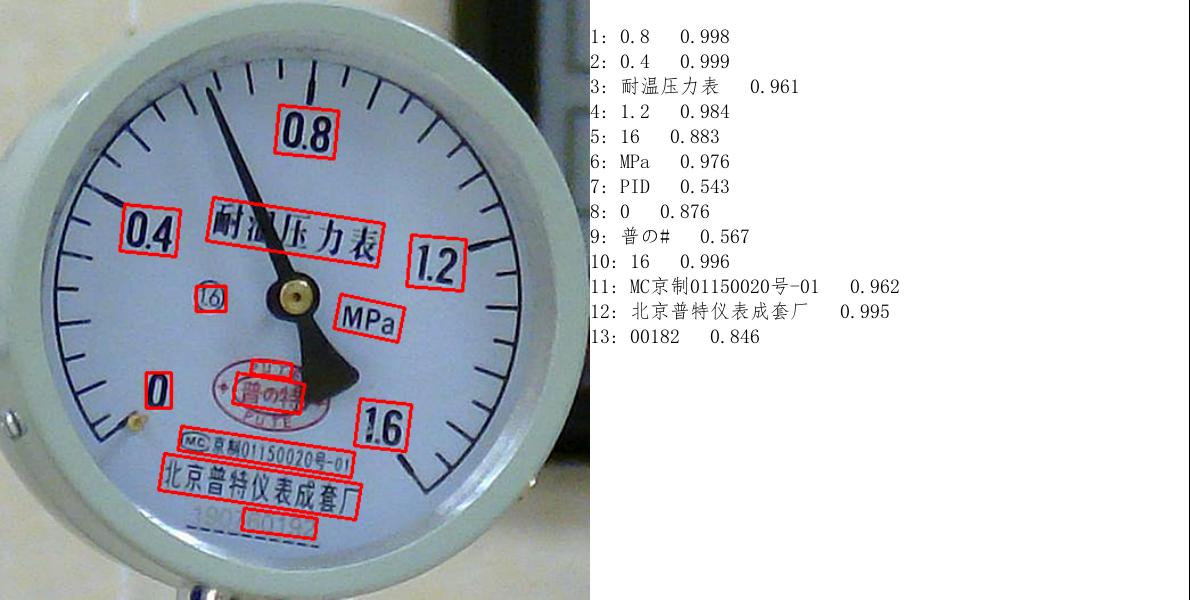 0.8
0.4
耐温压力表
1.2
1.6
MPa
0
PUTE
普の特
PUTE
1.6
MC京制01150020号-01
北京普特仪表成套厂
1: 0.8 0.998
2: 0.4 0.999
3: 耐温压力表 0.961
4: 1.2 0.984
5: 16 0.883
6: MPa 0.976
7: PID 0.543
8: 0 0.876
9: 普の# 0.567
10: 16 0.996
11: MC京制01150020号-01 0.962
12: 北京普特仪表成套厂 0.995
13: 00182 0.846